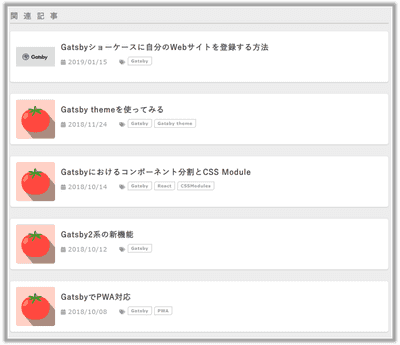 関連記事
Gatsbyショーケースに自分のWebサイトを登録する方法
Gatsby
2019/01/15 Gatsby
Gatsby themeを使ってみる
2018/11/24 Gatsby Gatsby theme
Gatsbyにおけるコンポーネント分割とCSS Module
2018/10/14 Gatsby React CSSModules
Gatsby2系の新機能
2018/10/12 Gatsby
GatsbyでPWA対応
2018/10/08 Gatsby PWA